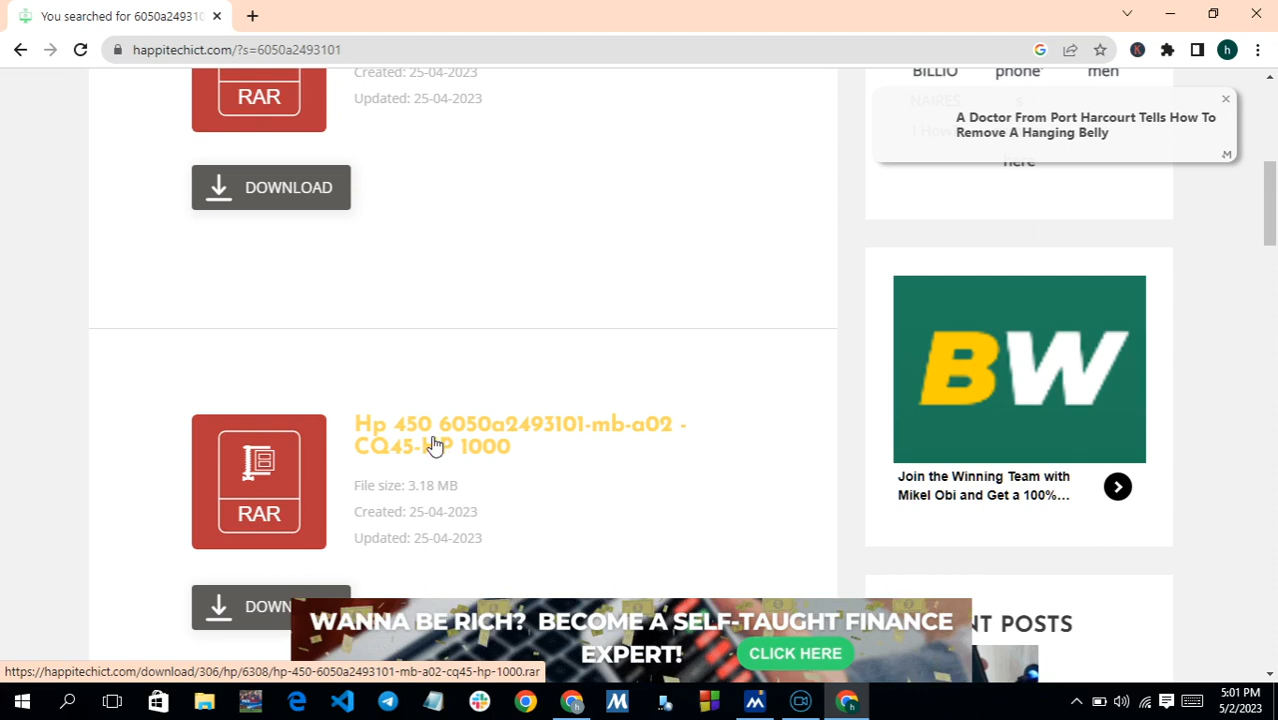 You searched for 6050a2493101
happitechict.com/?s=6050a2493101
Created: 25-04-2023
RAR
Updated: 25-04-2023
DOWNLOAD
BILLIO phone' men
NAIRES s
I How
here
A Doctor From Port Harcourt Tells How To
Remove A Hanging Belly
BW
Join the Winning Team with
Mikel Obi and Get a 100%...
Hp 450 6050a2493101-mb-a02 -
CQ45-HP 1000
File size: 3.18 MB
Created: 25-04-2023
RAR
Updated: 25-04-2023
DOWN
WANNA BE RICH? BECOME A SELF-TAUGHT FINANCE
EXPERT!
CLICK HERE
NT POSTS
https://happitechict.com/download/306/hp/6308/hp-450-6050a2493101-mb-a02-cq45-hp-1000.rar
5:01 PM
5/2/2023